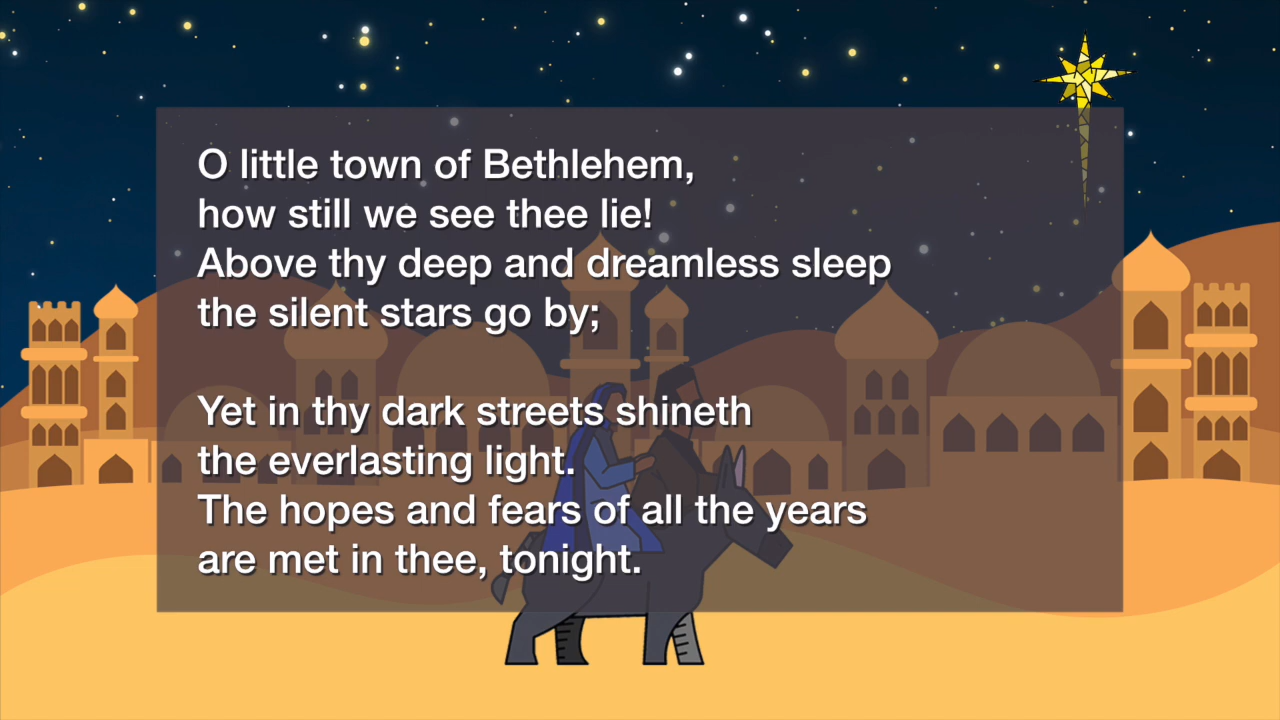 O little town of Bethlehem,
how still we see thee lie!
Above thy deep and dreamless sleep
the silent stars go by;
Yet in thy dark streets shineth
the everlasting light.
The hopes and fears of all the years
are met in thee, tonight.